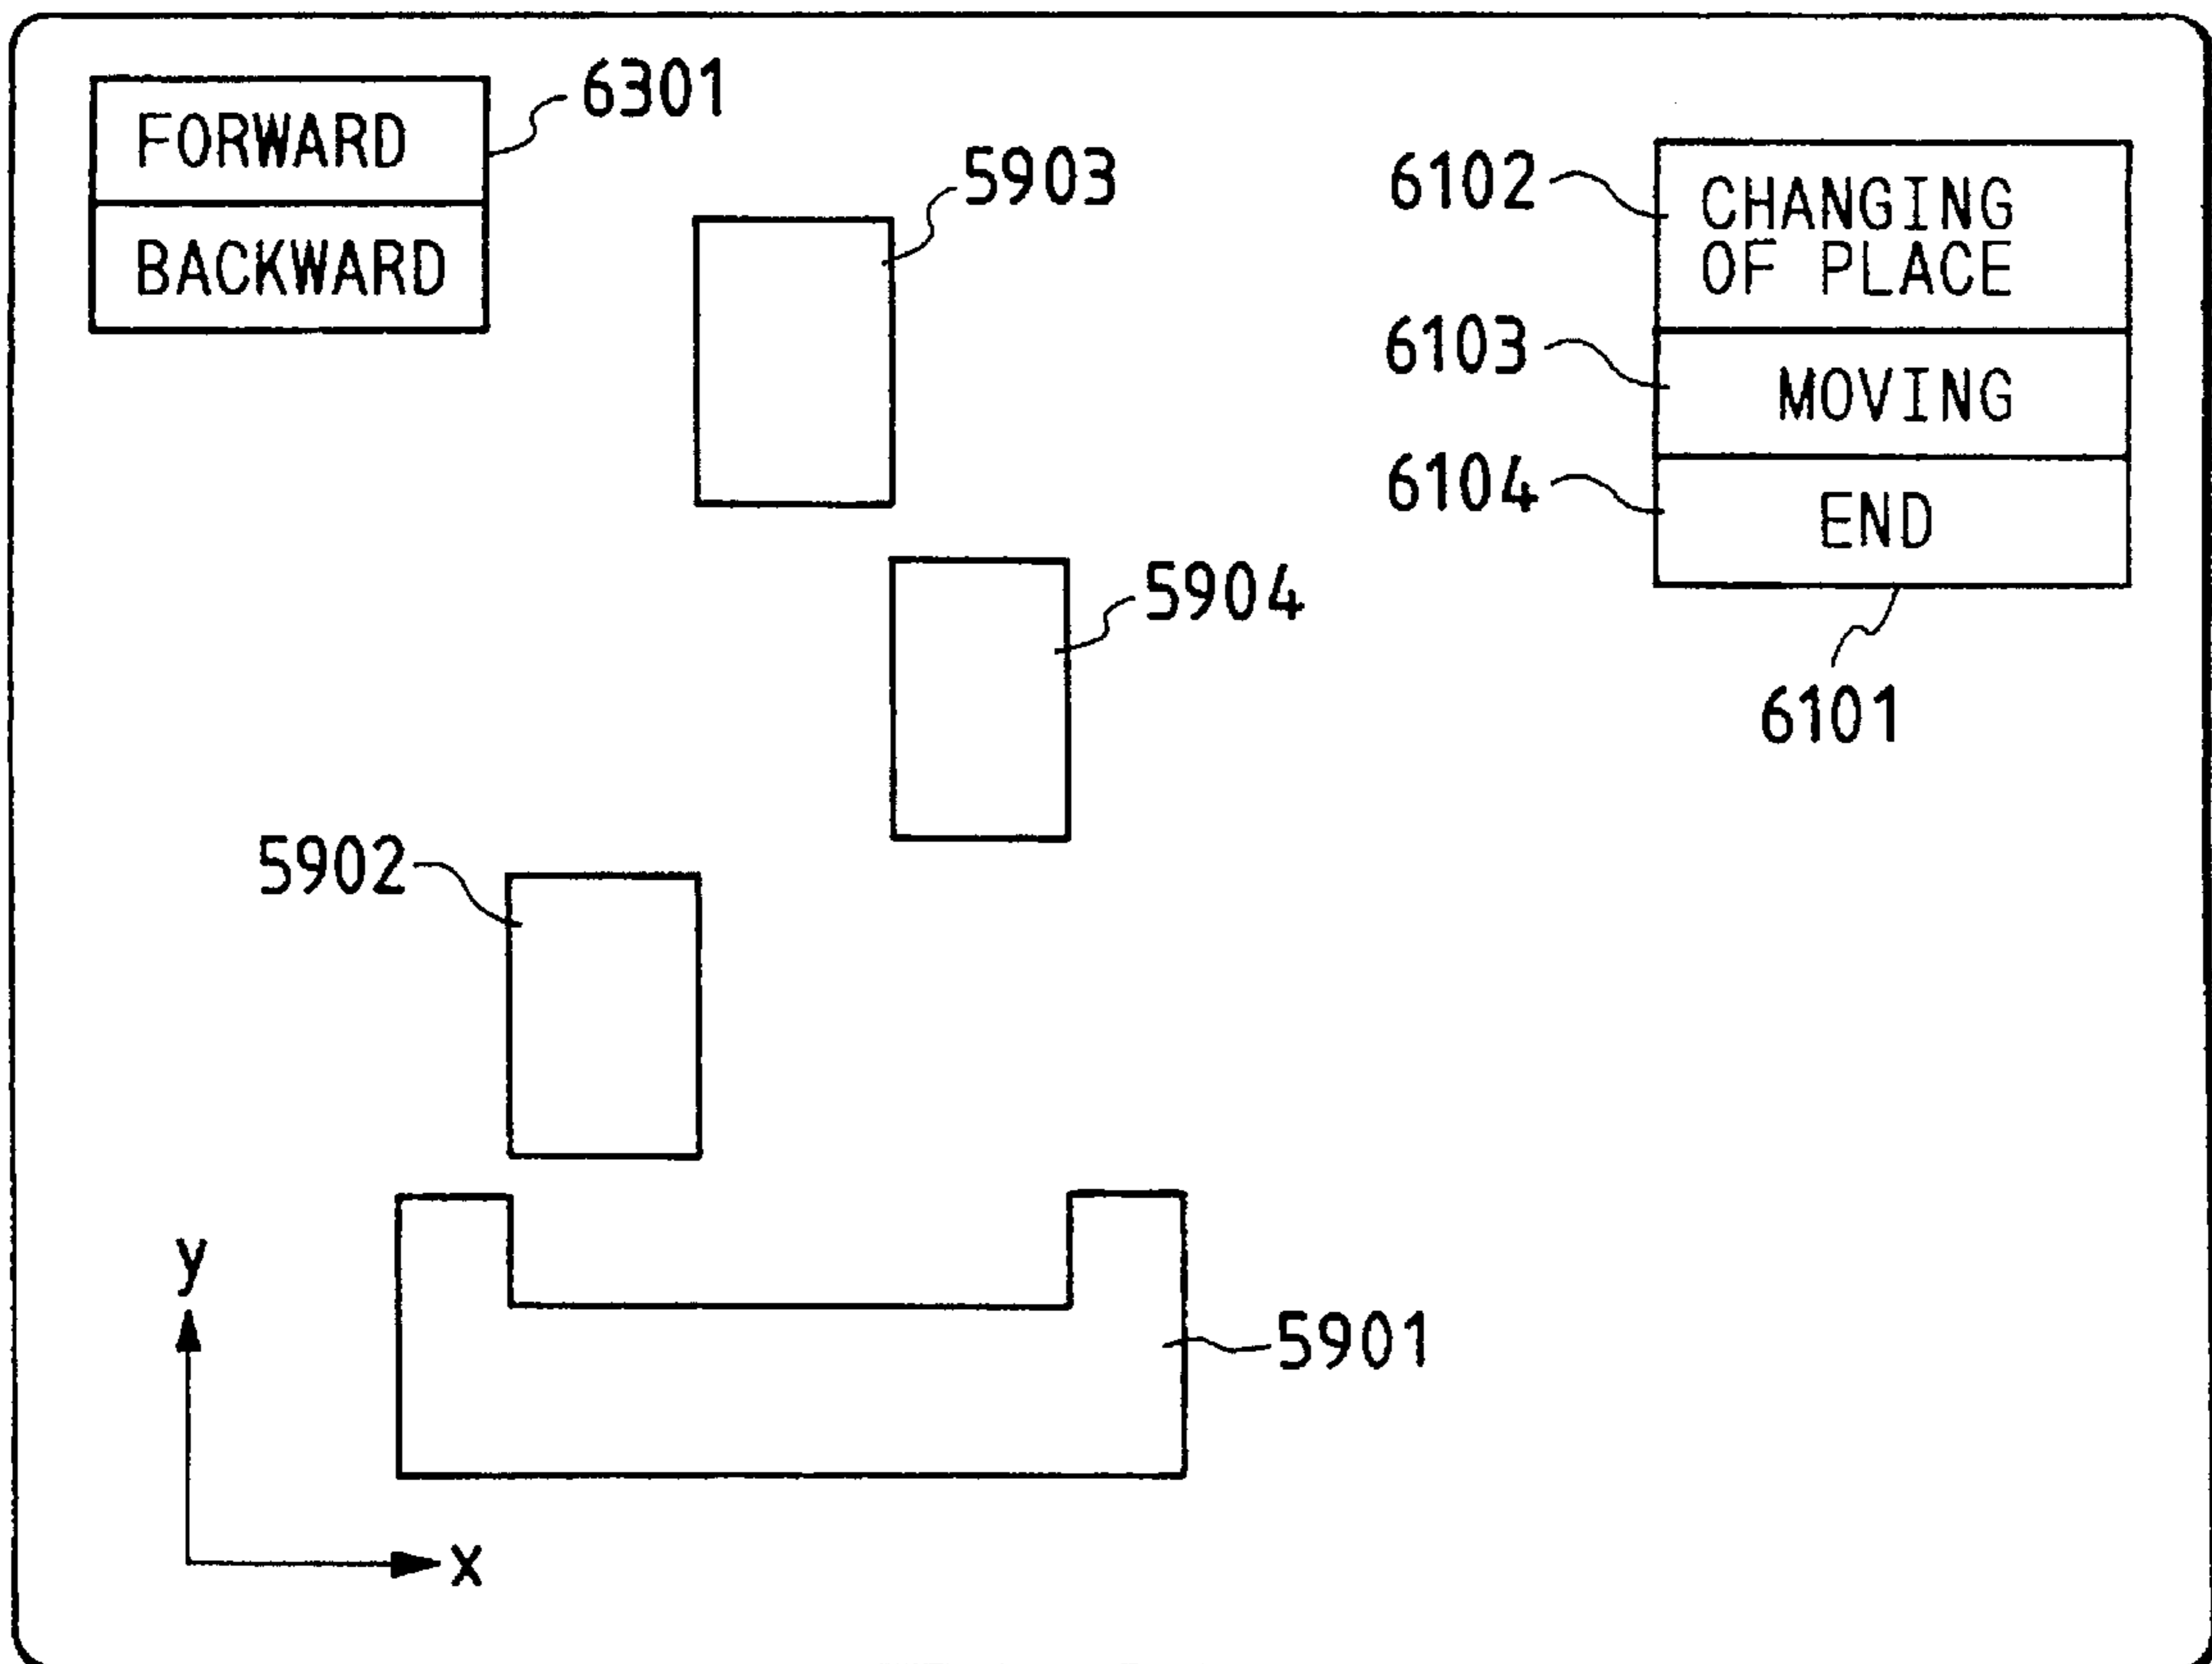 FORWARD
6301
BACKWARD
5903
6102
CHANGING
OF PLACE
6103
MOVING
6104
END
5904
6101
5902
y
5901
x